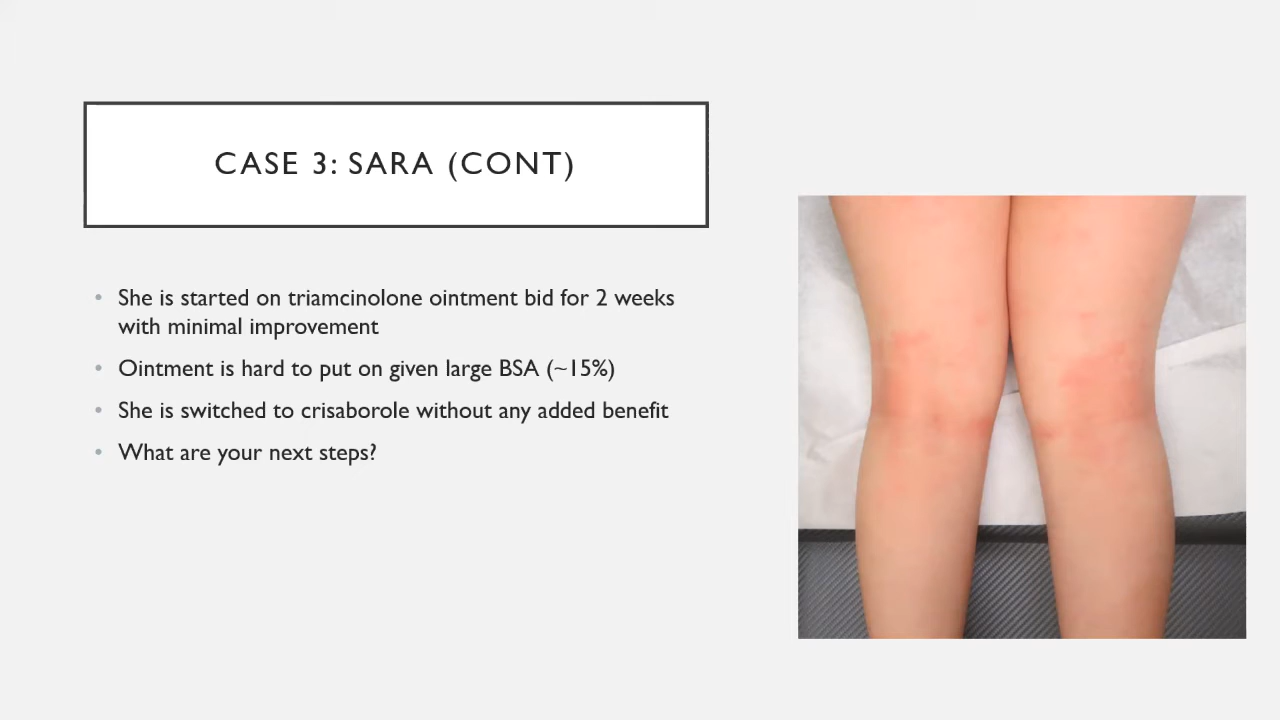 CASE 3: SARA (CONT)
• She is started on triamcinolone ointment bid for 2 weeks
with minimal improvement
• Ointment is hard to put on given large BSA (~15%)
• She is switched to crisaborole without any added benefit
• What are your next steps?